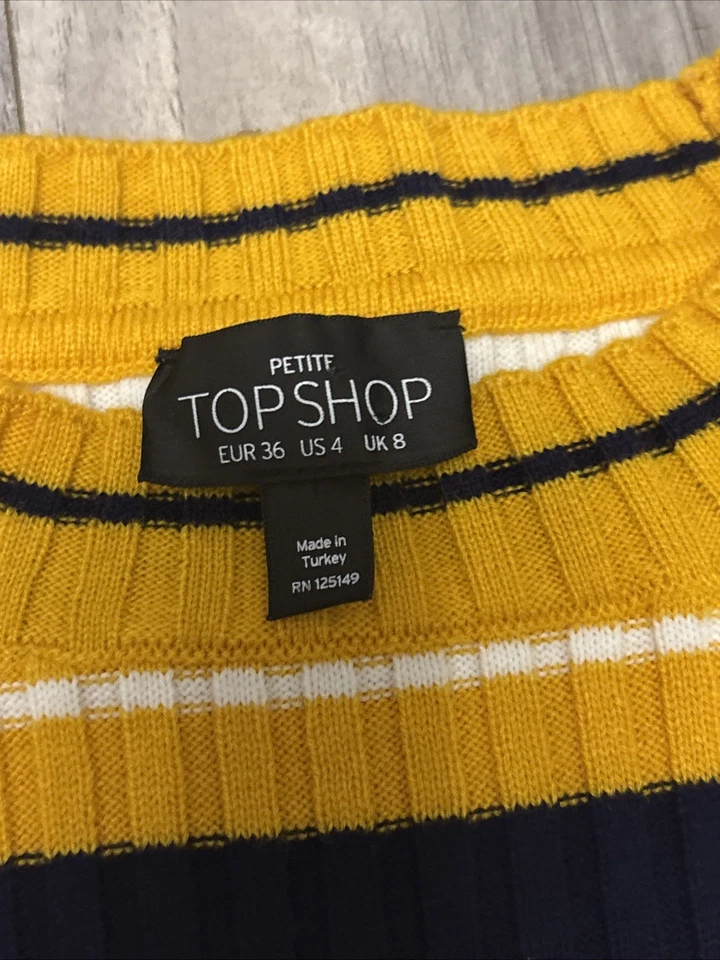 PETITE
TOPSHOP
EUR 36 US 4 UK 8
Made in
Turkey
RN 125149